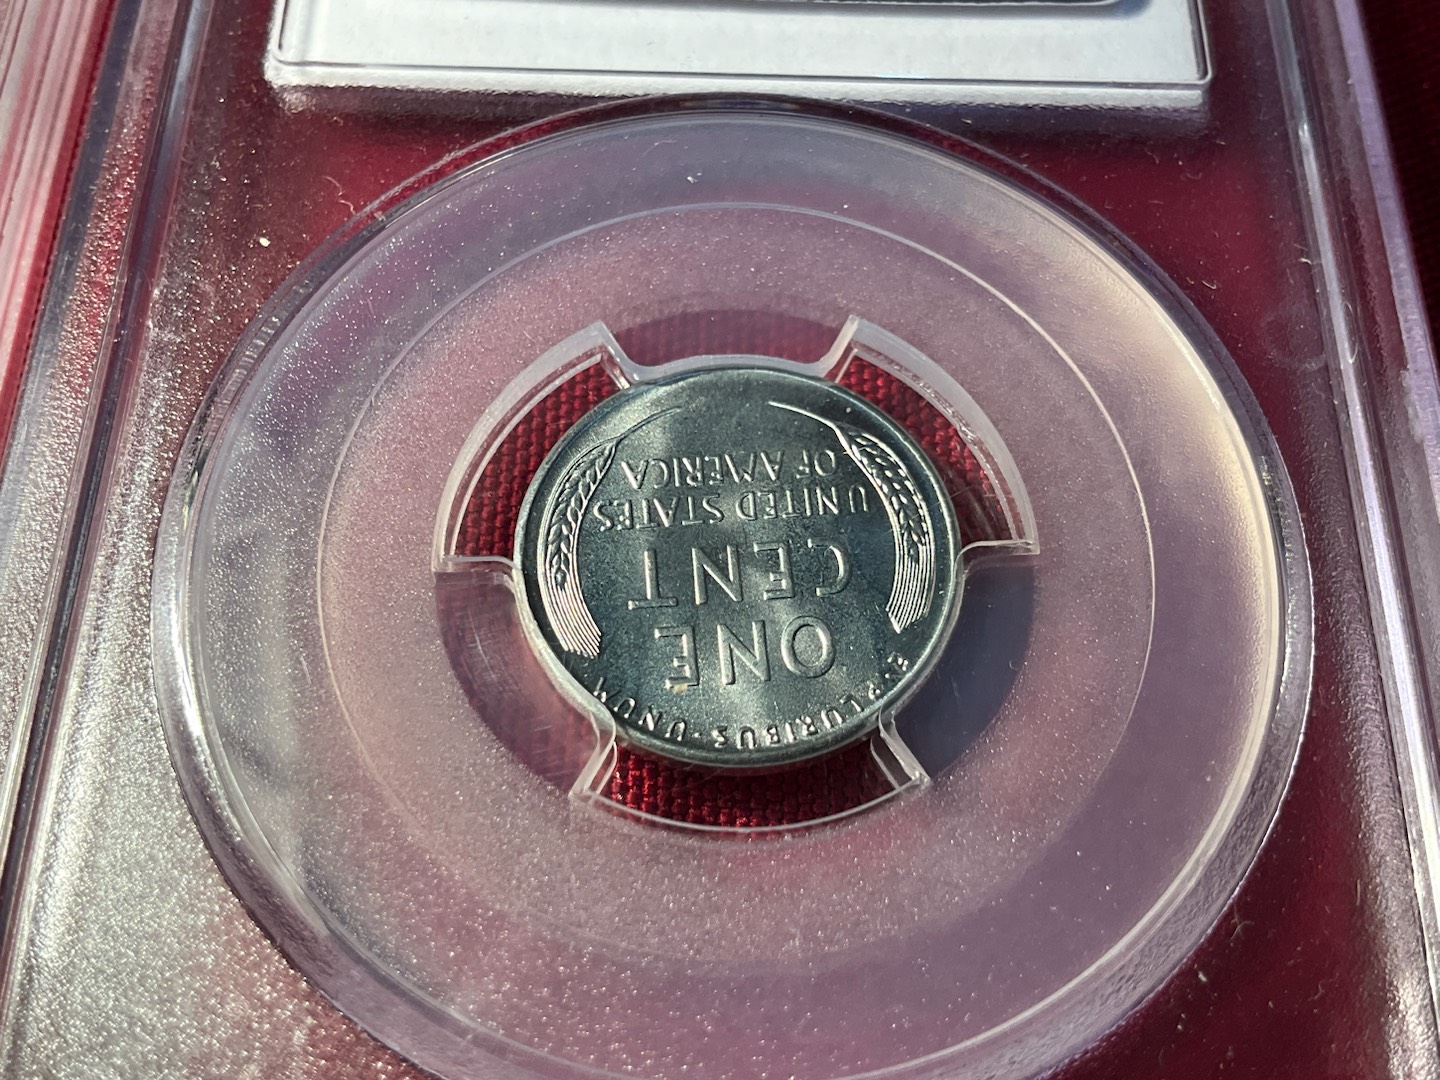 E·PLURIBUS·UNUM
ONE
CENT
UNITED STATES
OF AMERICA